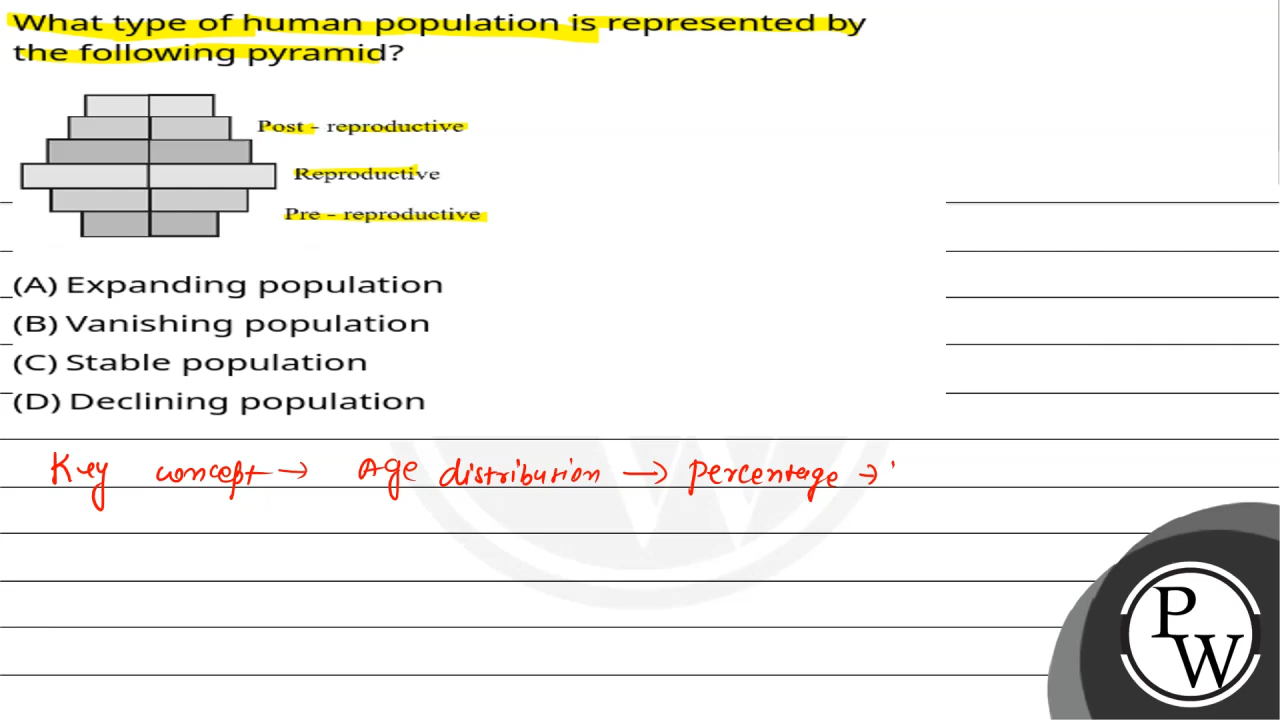 What type of human population is represented by
the following pyramid?
Post - reproductive
Reproductive
Pre - reproductive
(A) Expanding population
(B) Vanishing population
(C) Stable population
(D) Declining population
Key concept → Age distribution → Percentage →
PW